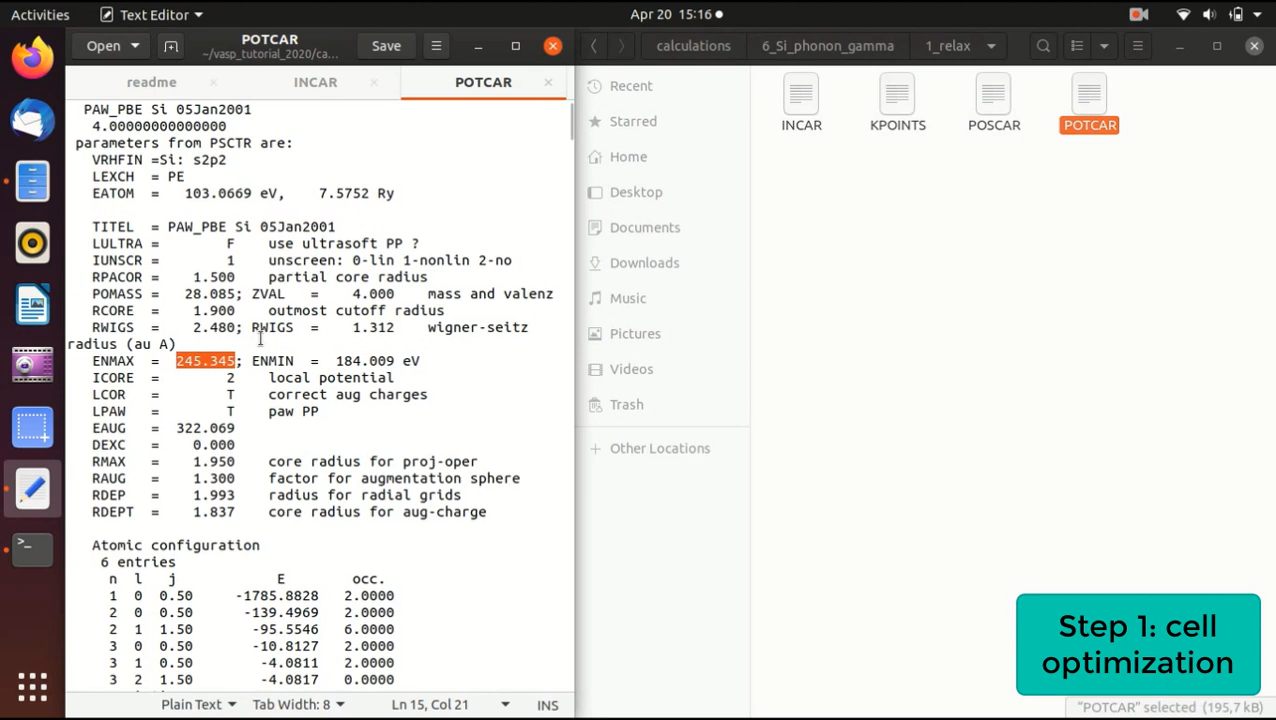 Activities
Text Editor
Apr 20 15:16
Open
POTCAR
~/vasp_tutorial_2020/ca...
Save
calculations
6_Si_phonon_gamma
1_relax
readme
INCAR
POTCAR
PAW_PBE Si 05Jan2001
4.00000000000000
parameters from PSCTR are:
VRHFIN =Si: s2p2
LEXCH = PE
EATOM = 103.0669 eV, 7.5752 Ry
TITEL = PAW_PBE Si 05Jan2001
LULTRA = F use ultrasoft PP ?
IUNSCR = 1 unscreen: 0-lin 1-nonlin 2-no
RPACOR = 1.500 partial core radius
POMASS = 28.085; ZVAL = 4.000 mass and valenz
RCORE = 1.900 outmost cutoff radius
RWIGS = 2.480; RWIGS = 1.312 wigner-seitz
radius (au A)
ENMAX = 245.345; ENMIN = 184.009 eV
ICORE = 2 local potential
LCOR = T correct aug charges
LPAW = T paw PP
EAUG = 322.069
DEXC = 0.000
RMAX = 1.950 core radius for proj-oper
RAUG = 1.300 factor for augmentation sphere
RDEP = 1.993 radius for radial grids
RDEPT = 1.837 core radius for aug-charge
Atomic configuration
6 entries
n l j E occ.
1 0 0.50 -1785.8828 2.0000
2 0 0.50 -139.4969 2.0000
2 1 1.50 -95.5546 6.0000
3 0 0.50 -10.8127 2.0000
3 1 0.50 -4.0811 2.0000
3 2 1.50 -4.0817 0.0000
Plain Text
Tab Width: 8
Ln 15, Col 21
INS
Recent
Starred
Home
Desktop
Documents
Downloads
Music
Pictures
Videos
Trash
Other Locations
INCAR
KPOINTS
POSCAR
POTCAR
Step 1: cell
optimization
"POTCAR" selected (195,7 kB)